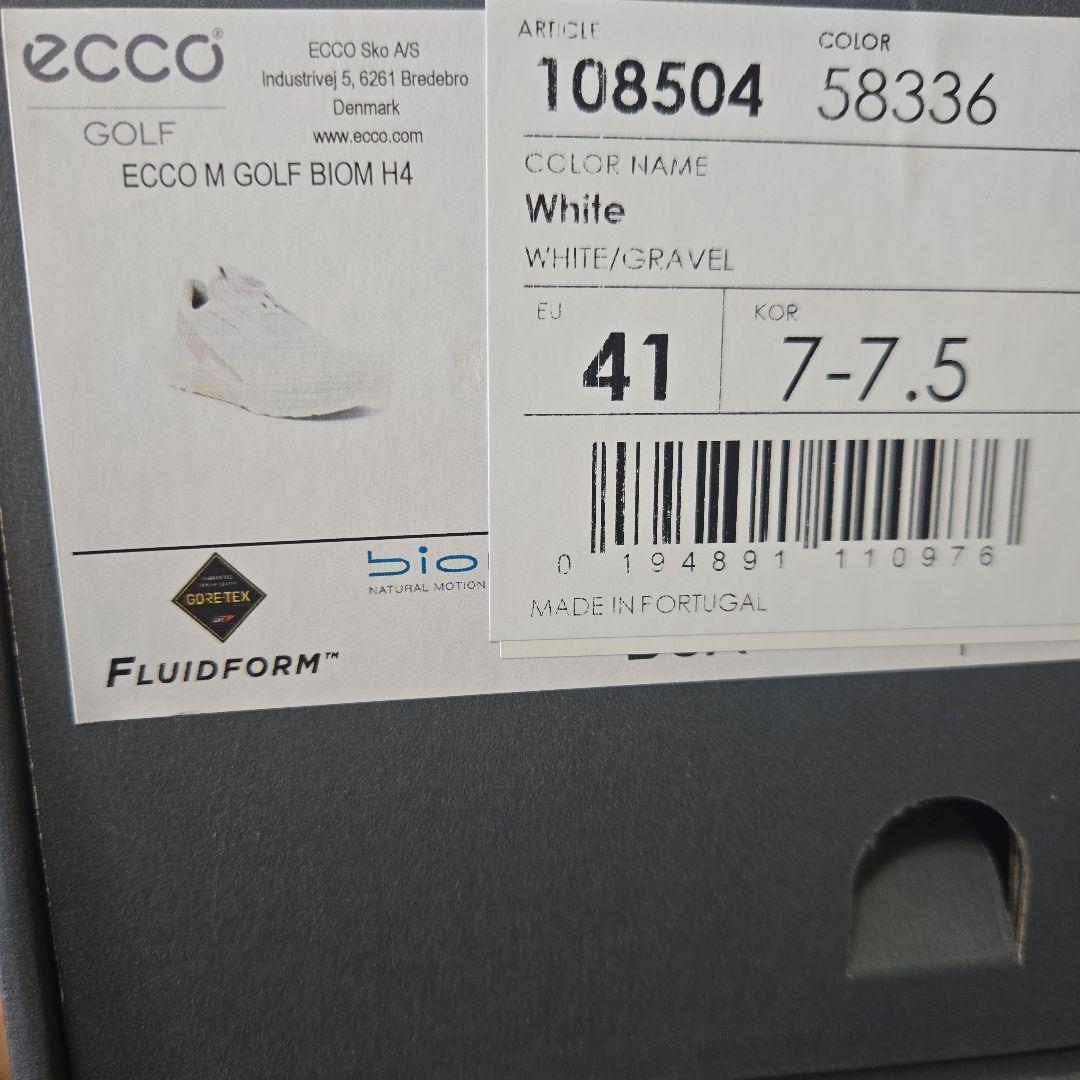 ecco®
GOLF
ECCO Sko A/S
Industrivej 5, 6261 Bredebro
Denmark
www.ecco.com
ECCO M GOLF BIOM H4
GORE-TEX
bio
NATURAL MOTION
FLUIDFORM™
ARTICLE
108504
COLOR
58336
COLOR NAME
White
WHITE/GRAVEL
EU
41
KOR
7-7.5
0 194891 110976
MADE IN PORTUGAL